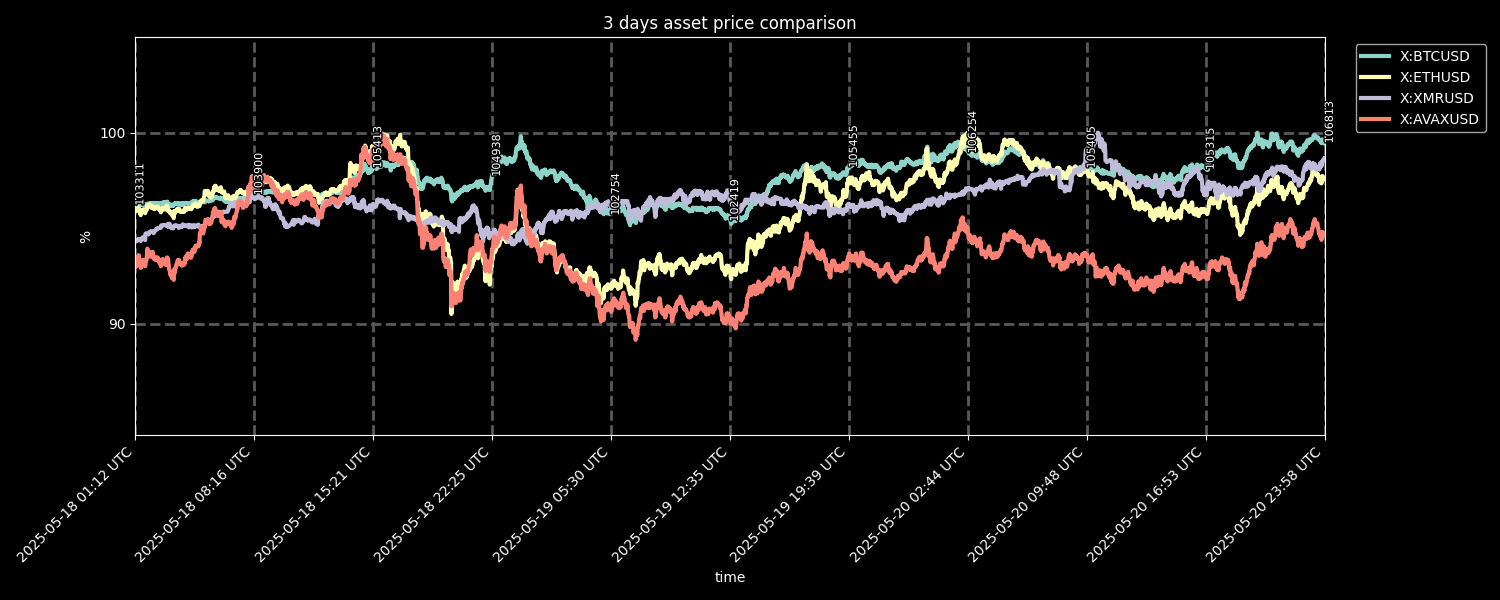 3 days asset price comparison
X:BTCUSD
X:ETHUSD
X:XMRUSD
X:AVAXUSD
100
90
%
103311
103900
105413
104938
102754
102419
105455
106254
105405
105315
106813
2025-05-18 01:12 UTC
2025-05-18 08:16 UTC
2025-05-18 15:21 UTC
2025-05-18 22:25 UTC
2025-05-19 05:30 UTC
2025-05-19 12:35 UTC
2025-05-19 19:39 UTC
2025-05-20 02:44 UTC
2025-05-20 09:48 UTC
2025-05-20 16:53 UTC
2025-05-20 23:58 UTC
time